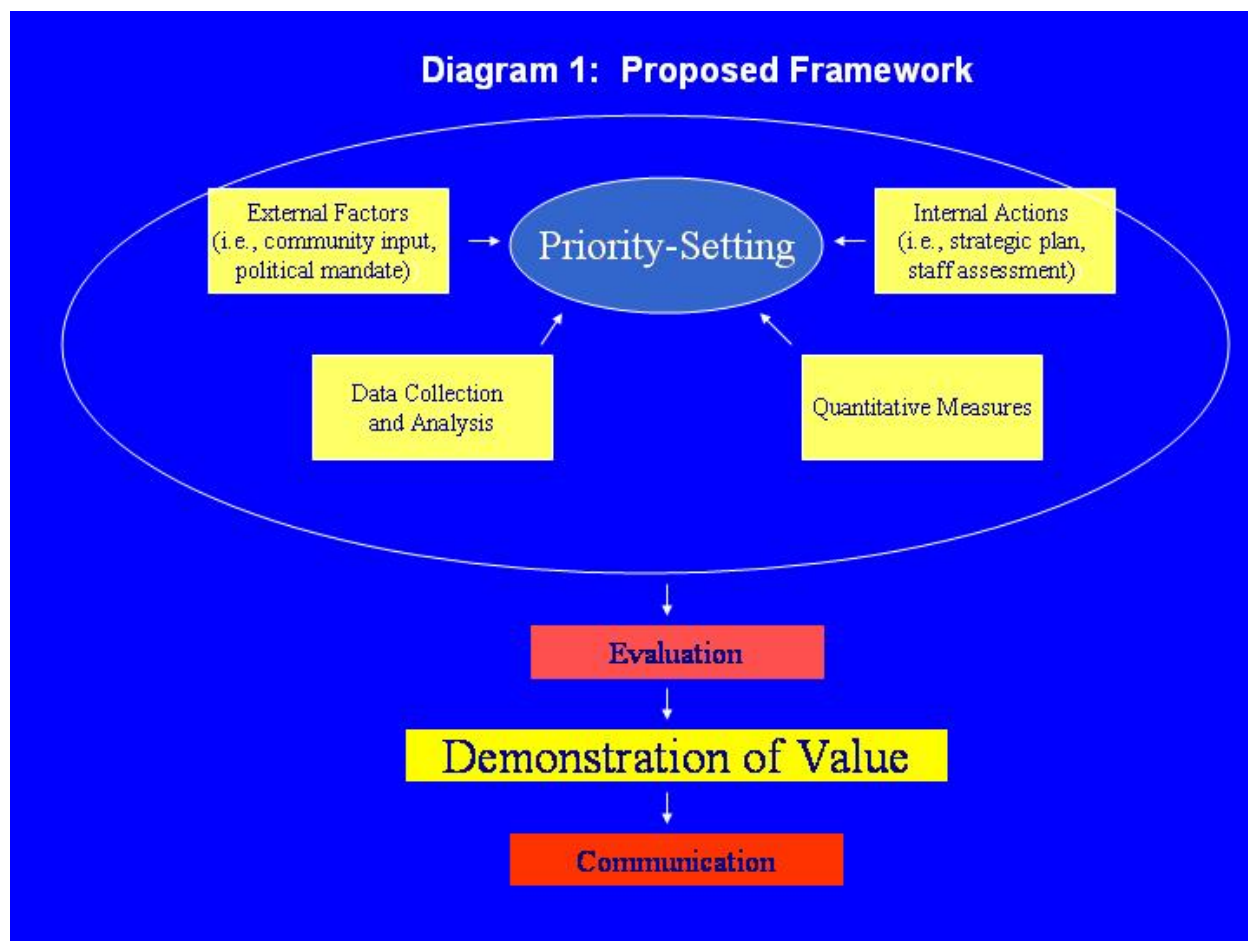 Diagram 1: Proposed Framework
External Factors
(i.e., community input,
political mandate)
Priority-Setting
Internal Actions
(i.e., strategic plan,
staff assessment)
Data Collection
and Analysis
Quantitative Measures
Evaluation
Demonstration of Value
Communication